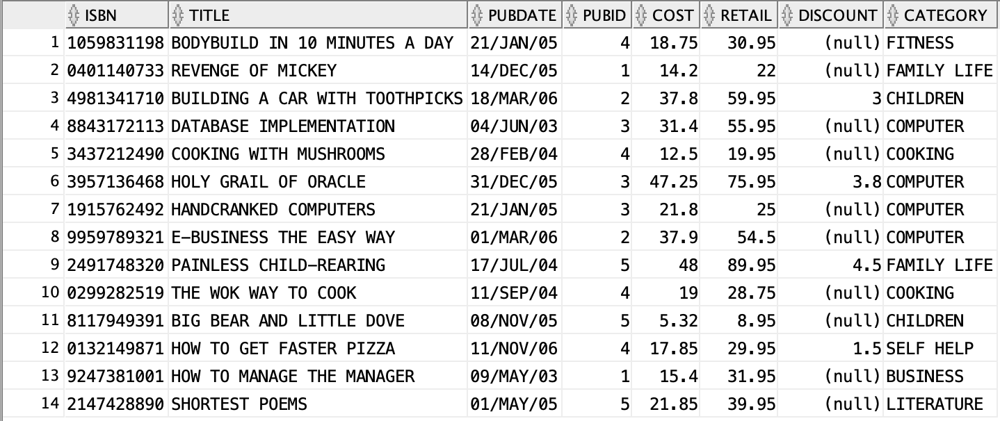 ISBN TITLE PUBDATE PUBID COST RETAIL DISCOUNT CATEGORY
1 1059831198 BODYBUILD IN 10 MINUTES A DAY 21/JAN/05 4 18.75 30.95 (null) FITNESS
2 0401140733 REVENGE OF MICKEY 14/DEC/05 1 14.2 22 (null) FAMILY LIFE
3 4981341710 BUILDING A CAR WITH TOOTHPICKS 18/MAR/06 2 37.8 59.95 3 CHILDREN
4 8843172113 DATABASE IMPLEMENTATION 04/JUN/03 3 31.4 55.95 (null) COMPUTER
5 3437212490 COOKING WITH MUSHROOMS 28/FEB/04 4 12.5 19.95 (null) COOKING
6 3957136468 HOLY GRAIL OF ORACLE 31/DEC/05 3 47.25 75.95 3.8 COMPUTER
7 1915762492 HANDCRANKED COMPUTERS 21/JAN/05 3 21.8 25 (null) COMPUTER
8 9959789321 E-BUSINESS THE EASY WAY 01/MAR/06 2 37.9 54.5 (null) COMPUTER
9 2491748320 PAINLESS CHILD-REARING 17/JUL/04 5 48 89.95 4.5 FAMILY LIFE
10 0299282519 THE WOK WAY TO COOK 11/SEP/04 4 19 28.75 (null) COOKING
11 8117949391 BIG BEAR AND LITTLE DOVE 08/NOV/05 5 5.32 8.95 (null) CHILDREN
12 0132149871 HOW TO GET FASTER PIZZA 11/NOV/06 4 17.85 29.95 1.5 SELF HELP
13 9247381001 HOW TO MANAGE THE MANAGER 09/MAY/03 1 15.4 31.95 (null) BUSINESS
14 2147428890 SHORTEST POEMS 01/MAY/05 5 21.85 39.95 (null) LITERATURE